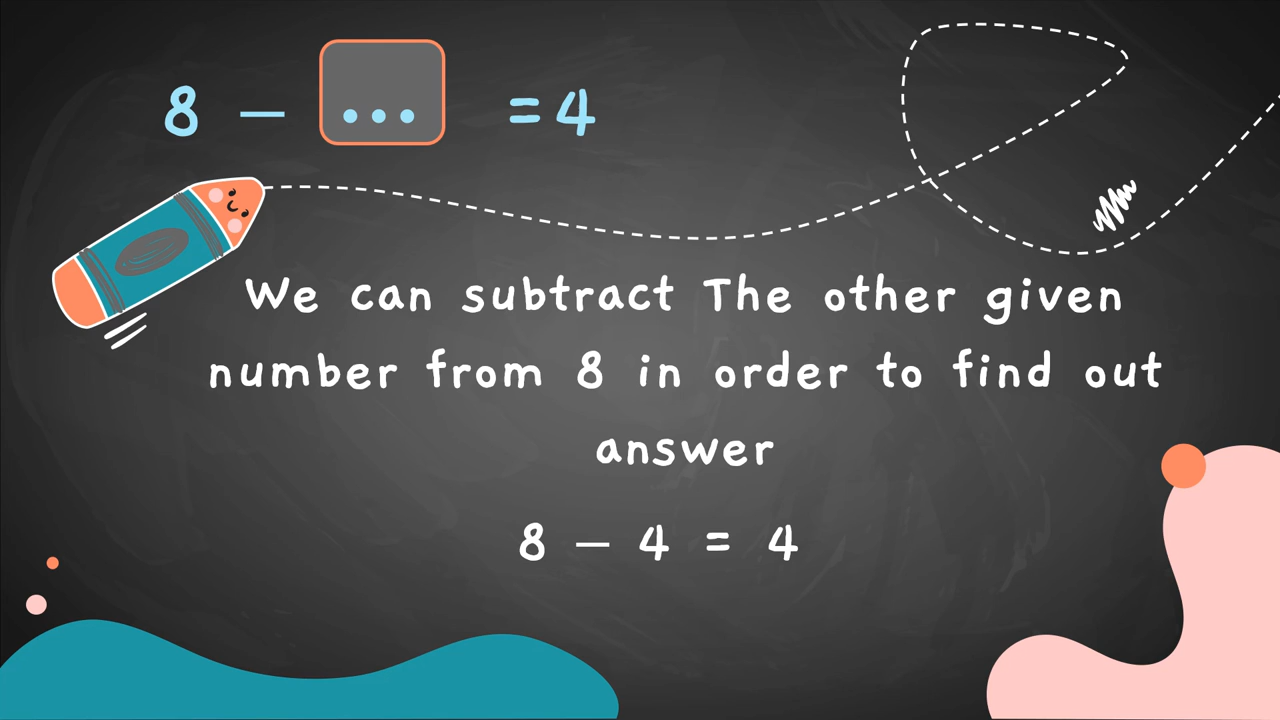 8 – ... = 4
We can subtract The other given
number from 8 in order to find out
answer
8 – 4 = 4